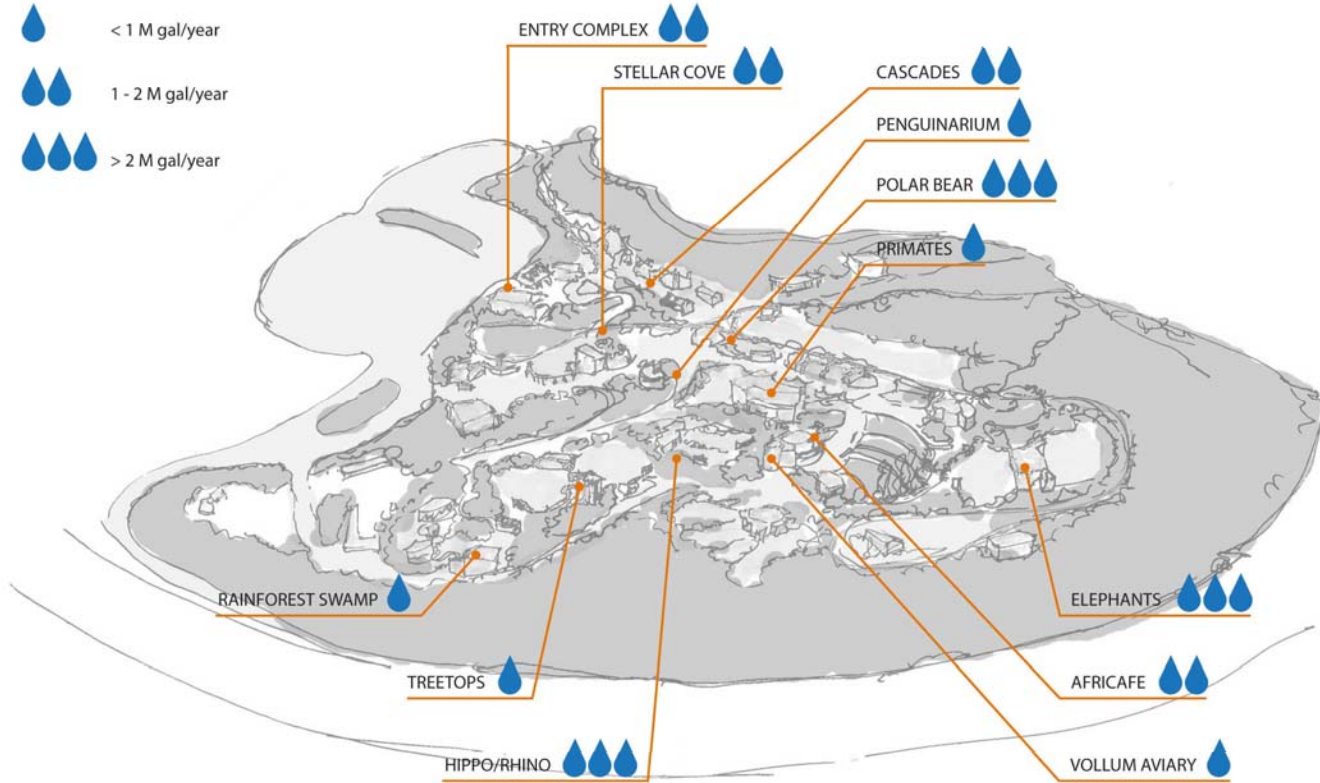 < 1 M gal/year
1 - 2 M gal/year
> 2 M gal/year
ENTRY COMPLEX
STELLAR COVE
CASCADES
PENGUINARIUM
POLAR BEAR
PRIMATES
RAINFOREST SWAMP
ELEPHANTS
TREETOPS
AFRICAFE
HIPPO/RHINO
VOLLUM AVIARY